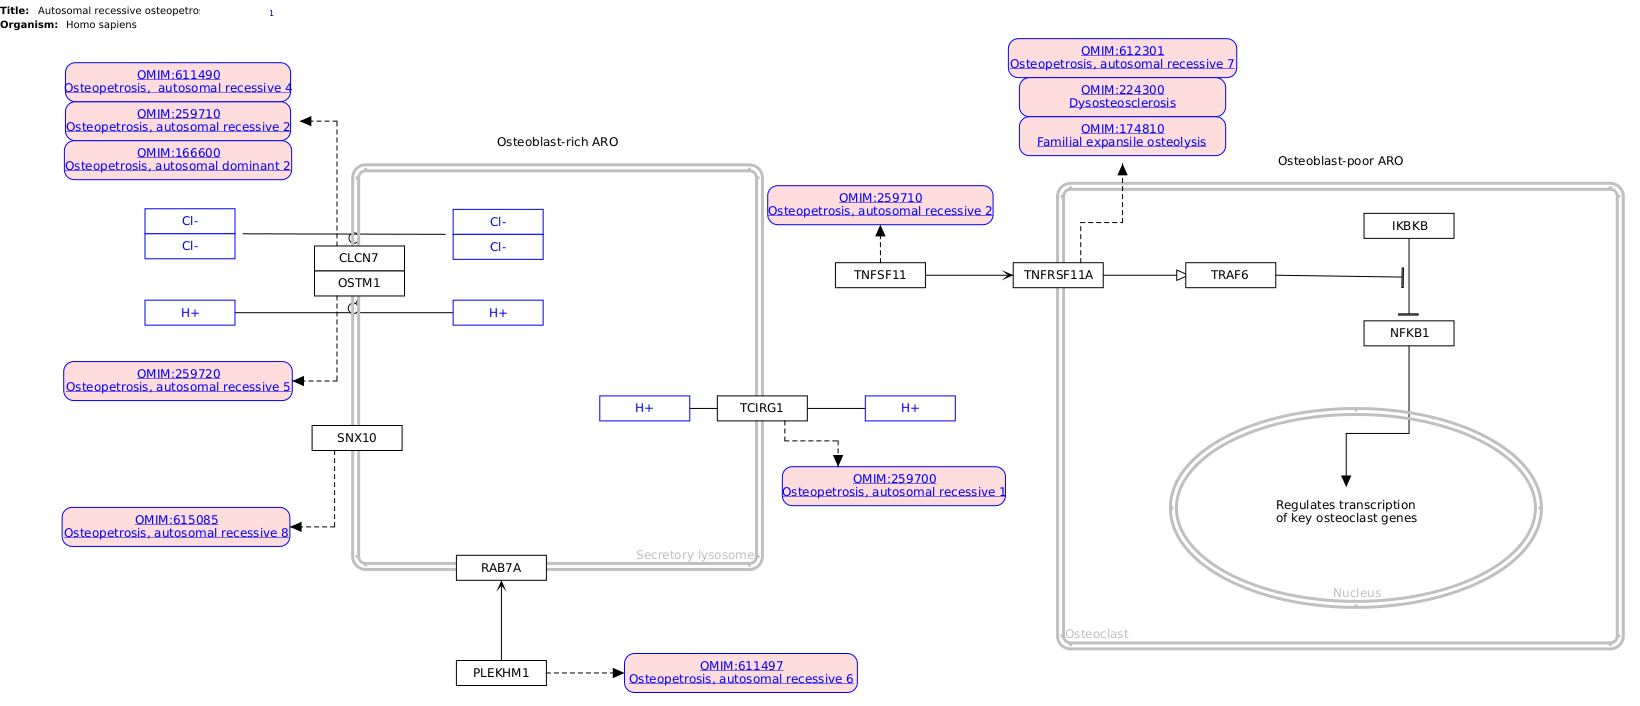 Title: Autosomal recessive osteopetros
1
Organism: Homo sapiens
OMIM:612301
Osteopetrosis, autosomal recessive 7
OMIM:224300
Dysosteosclerosis
OMIM:174810
Familial expansile osteolysis
OMIM:611490
Osteopetrosis, autosomal recessive 4
OMIM:259710
Osteopetrosis, autosomal recessive 2
OMIM:166600
Osteopetrosis, autosomal dominant 2
Osteoblast-rich ARO
Osteoblast-poor ARO
Cl-
Cl-
Cl-
Cl-
CLCN7
OSTM1
H+
H+
OMIM:259710
Osteopetrosis, autosomal recessive 2
TNFSF11
TNFRSF11A
TRAF6
IKBKB
NFKB1
OMIM:259720
Osteopetrosis, autosomal recessive 5
H+
TCIRG1
H+
SNX10
OMIM:259700
Osteopetrosis, autosomal recessive 1
OMIM:615085
Osteopetrosis, autosomal recessive 8
Regulates transcription
of key osteoclast genes
Secretory lysosome
RAB7A
Nucleus
Osteoclast
PLEKHM1
OMIM:611497
Osteopetrosis, autosomal recessive 6